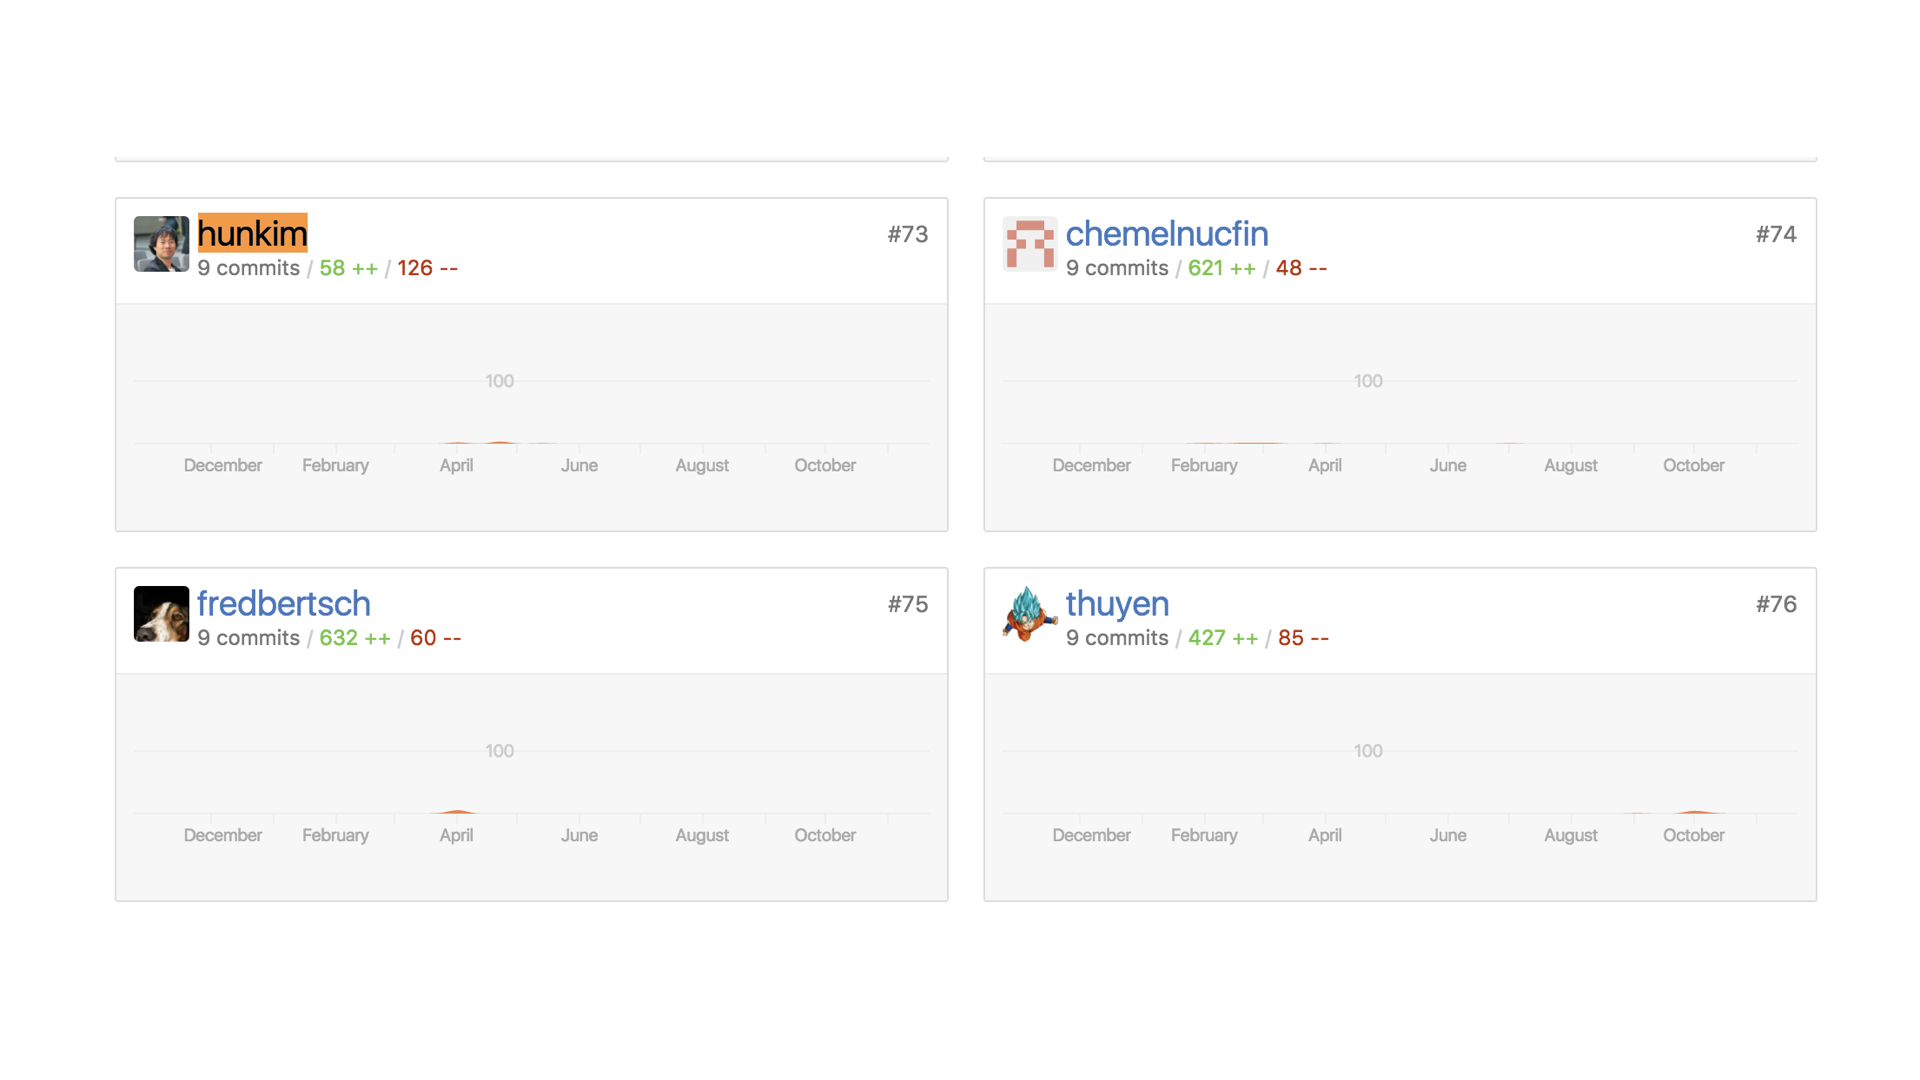 hunkim #73
9 commits / 58 ++ / 126 --
100
December February April June August October
chemelnucfin #74
9 commits / 621 ++ / 48 --
100
December February April June August October
fredbertsch #75
9 commits / 632 ++ / 60 --
100
December February April June August October
thuyen #76
9 commits / 427 ++ / 85 --
100
December February April June August October